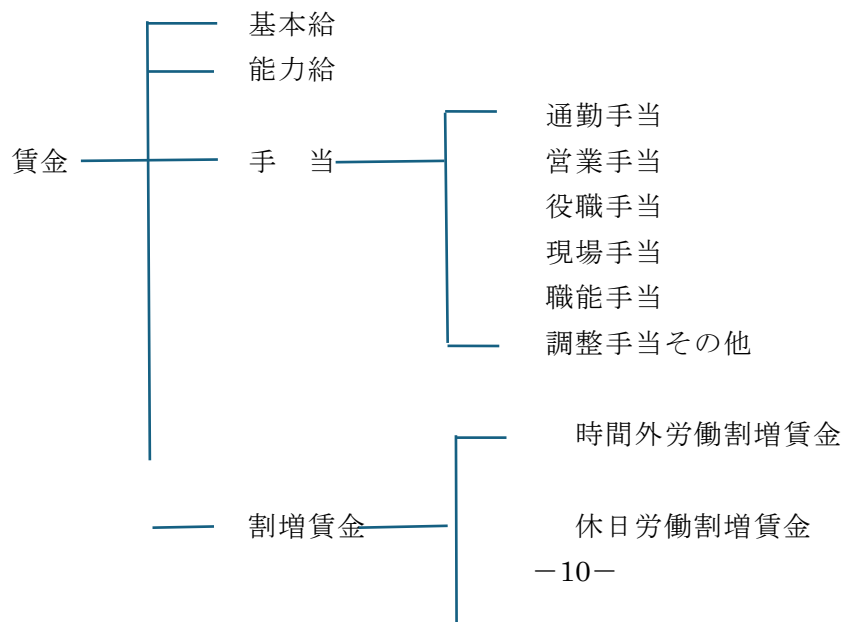 基本給
能力給
通勤手当
賃金 手　当 営業手当
役職手当
現場手当
職能手当
調整手当その他
時間外労働割増賃金
割増賃金 休日労働割増賃金
－10－